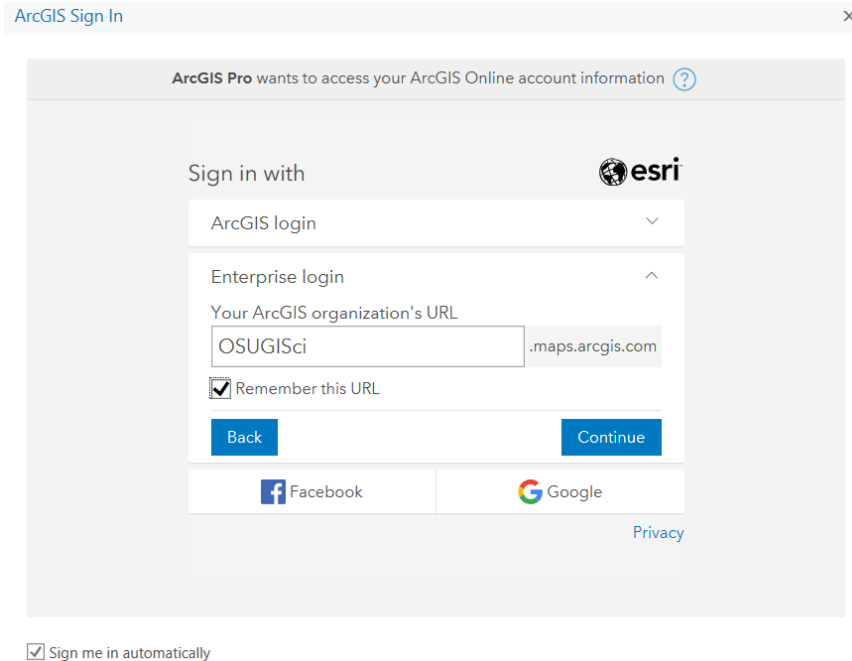 ArcGIS Sign In
ArcGIS Pro wants to access your ArcGIS Online account information ?
Sign in with
esri
ArcGIS login
Enterprise login
Your ArcGIS organization's URL
OSUGISci .maps.arcgis.com
Remember this URL
Back Continue
Facebook Google
Privacy
Sign me in automatically